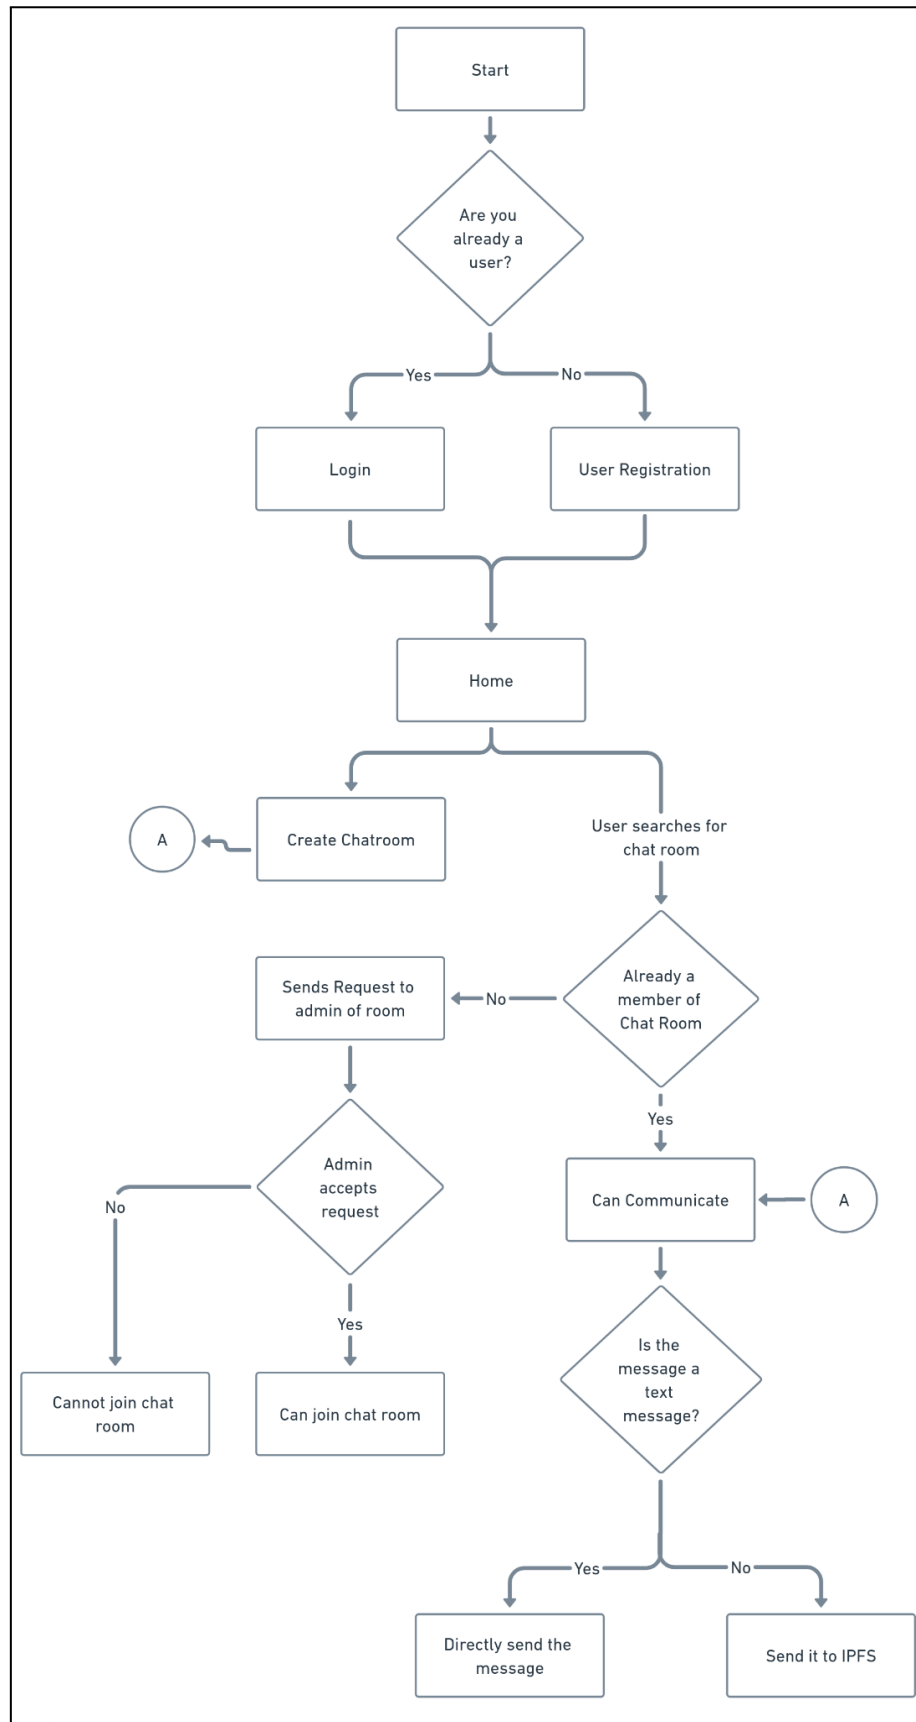 Start
Are you
already a
user?
Yes
No
Login
User Registration
Home
A
Create Chatroom
User searches for
chat room
Sends Request to
admin of room
No
Already a
member of
Chat Room
Yes
Admin
accepts
request
No
Can Communicate
A
Yes
Is the
message a
text
message?
Cannot join chat
room
Can join chat room
Yes
No
Directly send the
message
Send it to IPFS